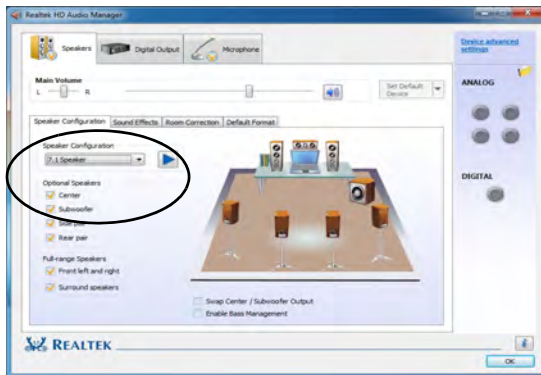 Realtek HD Audio Manager
Speakers
Digital Output
Microphone
Device advanced
settings
Main Volume
L
R
Set Default
Device
ANALOG
Speaker Configuration
Sound Effects
Room Correction
Default Format
Speaker Configuration
7.1 Speaker
Optional Speakers
Center
Subwoofer
Side pair
Rear pair
DIGITAL
Full-range Speakers
Front left and right
Surround speakers
Swap Center / Subwoofer Output
Enable Bass Management
REALTEK
OK